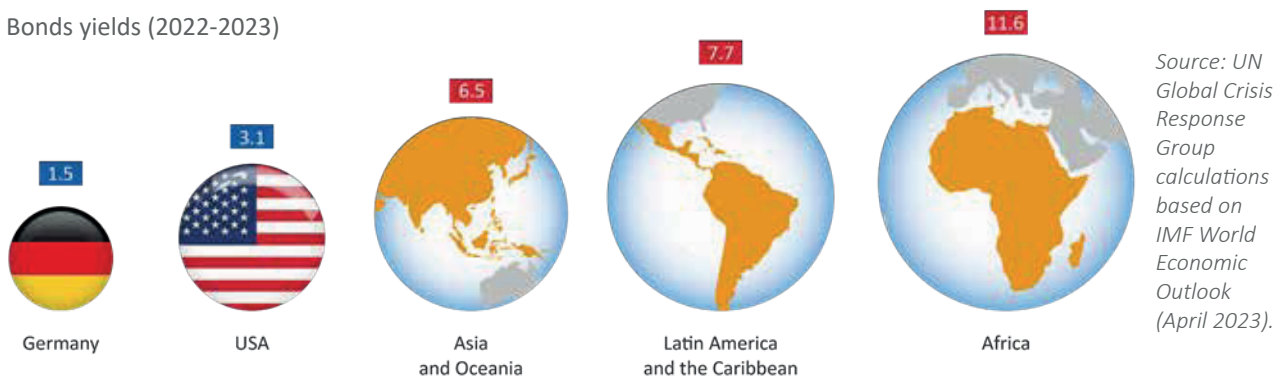 Bonds yields (2022-2023)
1.5
3.1
6.5
7.7
11.6
Germany
USA
Asia
and Oceania
Latin America
and the Caribbean
Africa
Source: UN
Global Crisis
Response
Group
calculations
based on
IMF World
Economic
Outlook
(April 2023).